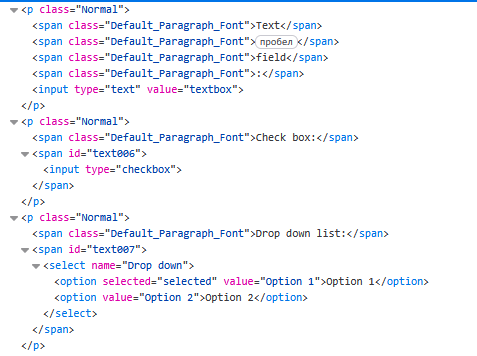 <p class="Normal">
<span class="Default_Paragraph_Font">Text</span>
<span class="Default_Paragraph_Font">пробел</span>
<span class="Default_Paragraph_Font">field</span>
<span class="Default_Paragraph_Font">:</span>
<input type="text" value="textbox">
</p>
<p class="Normal">
<span class="Default_Paragraph_Font">Check box:</span>
<span id="text006">
<input type="checkbox">
</span>
</p>
<p class="Normal">
<span class="Default_Paragraph_Font">Drop down list:</span>
<span id="text007">
<select name="Drop down">
<option selected="selected" value="Option 1">Option 1</option>
<option value="Option 2">Option 2</option>
</select>
</span>
</p>